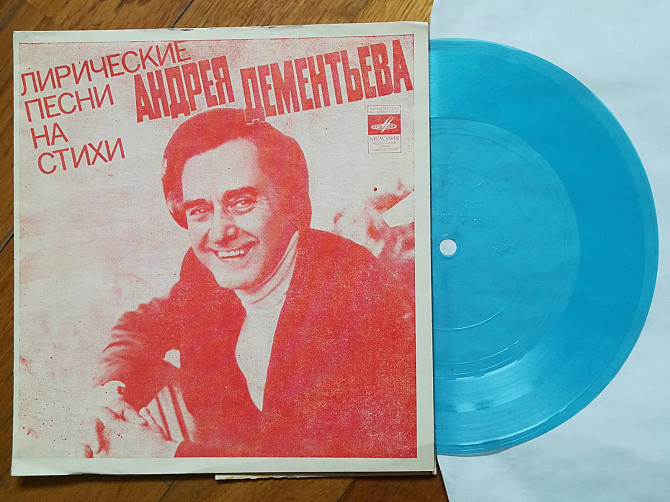 ЛИРИЧЕСКИЕ
ПЕСНИ
НА
СТИХИ
АНДРЕЯ ДЕМЕНТЬЕВА
МЕЛОДИЯ